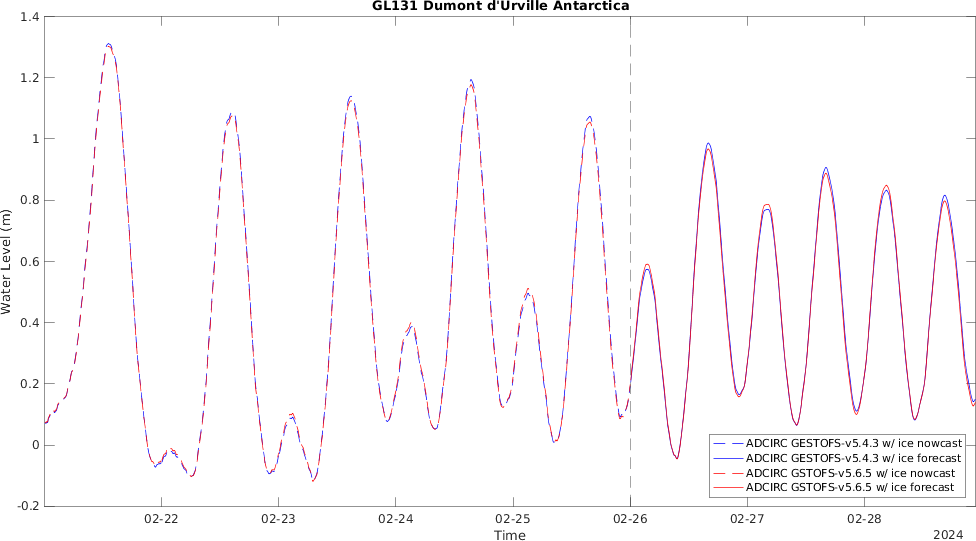 GL131 Dumont d'Urville Antarctica
1.4
1.2
1
0.8
0.6
0.4
0.2
0
-0.2
Water Level (m)
ADCIRC GESTOFS-v5.4.3 w/ ice nowcast
ADCIRC GESTOFS-v5.4.3 w/ ice forecast
ADCIRC GSTOFS-v5.6.5 w/ ice nowcast
ADCIRC GSTOFS-v5.6.5 w/ ice forecast
02-22 02-23 02-24 02-25 02-26 02-27 02-28
Time
2024